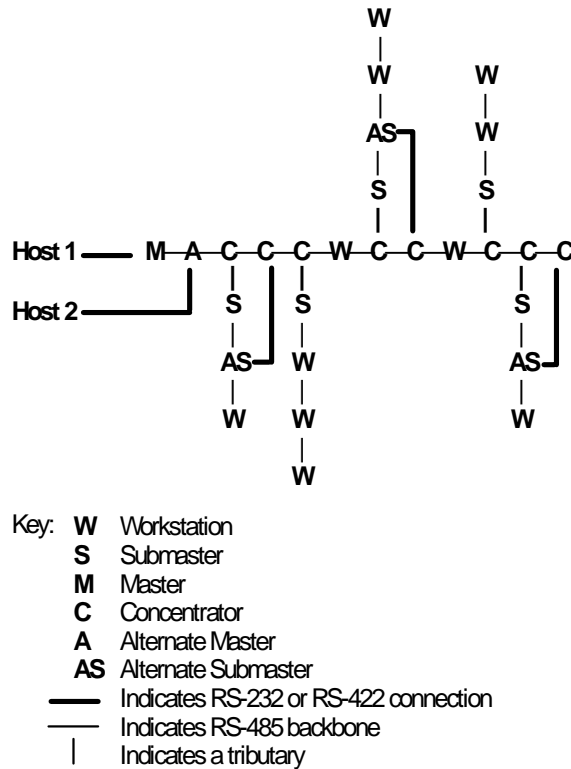 W
W W
AS W
S S
Host 1 M A C C C W C C W C C C
Host 2 S S S
AS W AS
W W W
W
Key: W Workstation
S Submaster
M Master
C Concentrator
A Alternate Master
AS Alternate Submaster
Indicates RS-232 or RS-422 connection
Indicates RS-485 backbone
Indicates a tributary